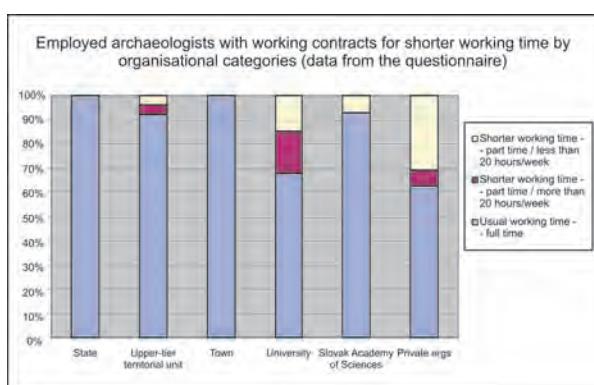 Employed archaeologists with working contracts for shorter working time by
organisational categories (data from the questionnaire)
100%
90%
80%
70%
60%
50%
40%
30%
20%
10%
0%
State
Upper-tier
territorial unit
Town
University
Slovak Academy
of Sciences
Private orgs
Shorter working time -
- part time / less than
20 hours/week
Shorter working time -
- part time / more than
20 hours/week
Usual working time -
- full time